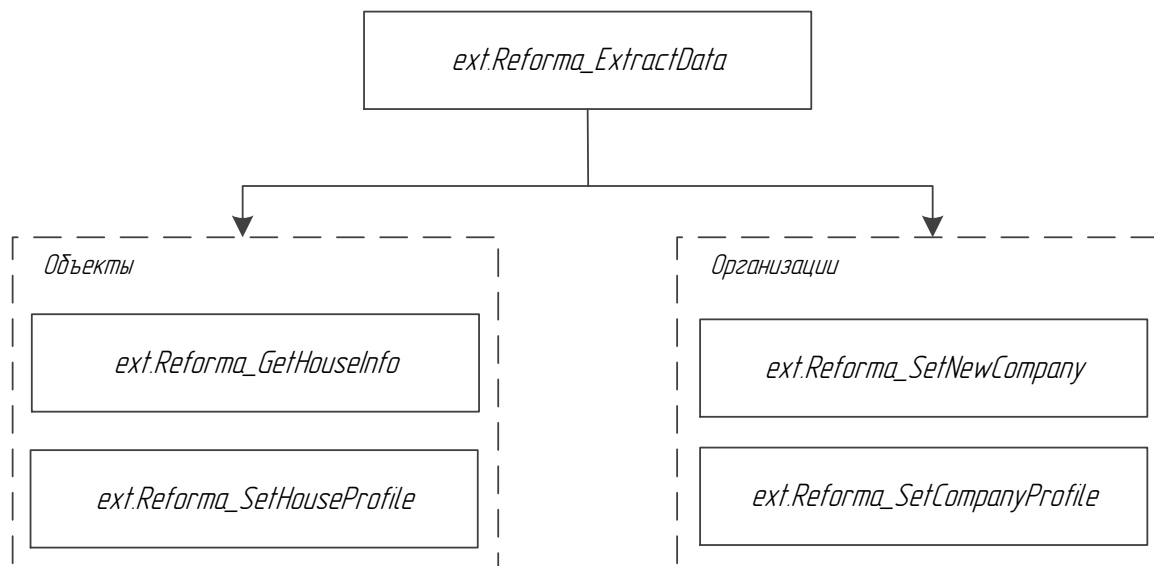 ext.Reforma_ExtractData
Объекты
ext.Reforma_GetHouseInfo
ext.Reforma_SetHouseProfile
Организации
ext.Reforma_SetNewCompany
ext.Reforma_SetCompanyProfile